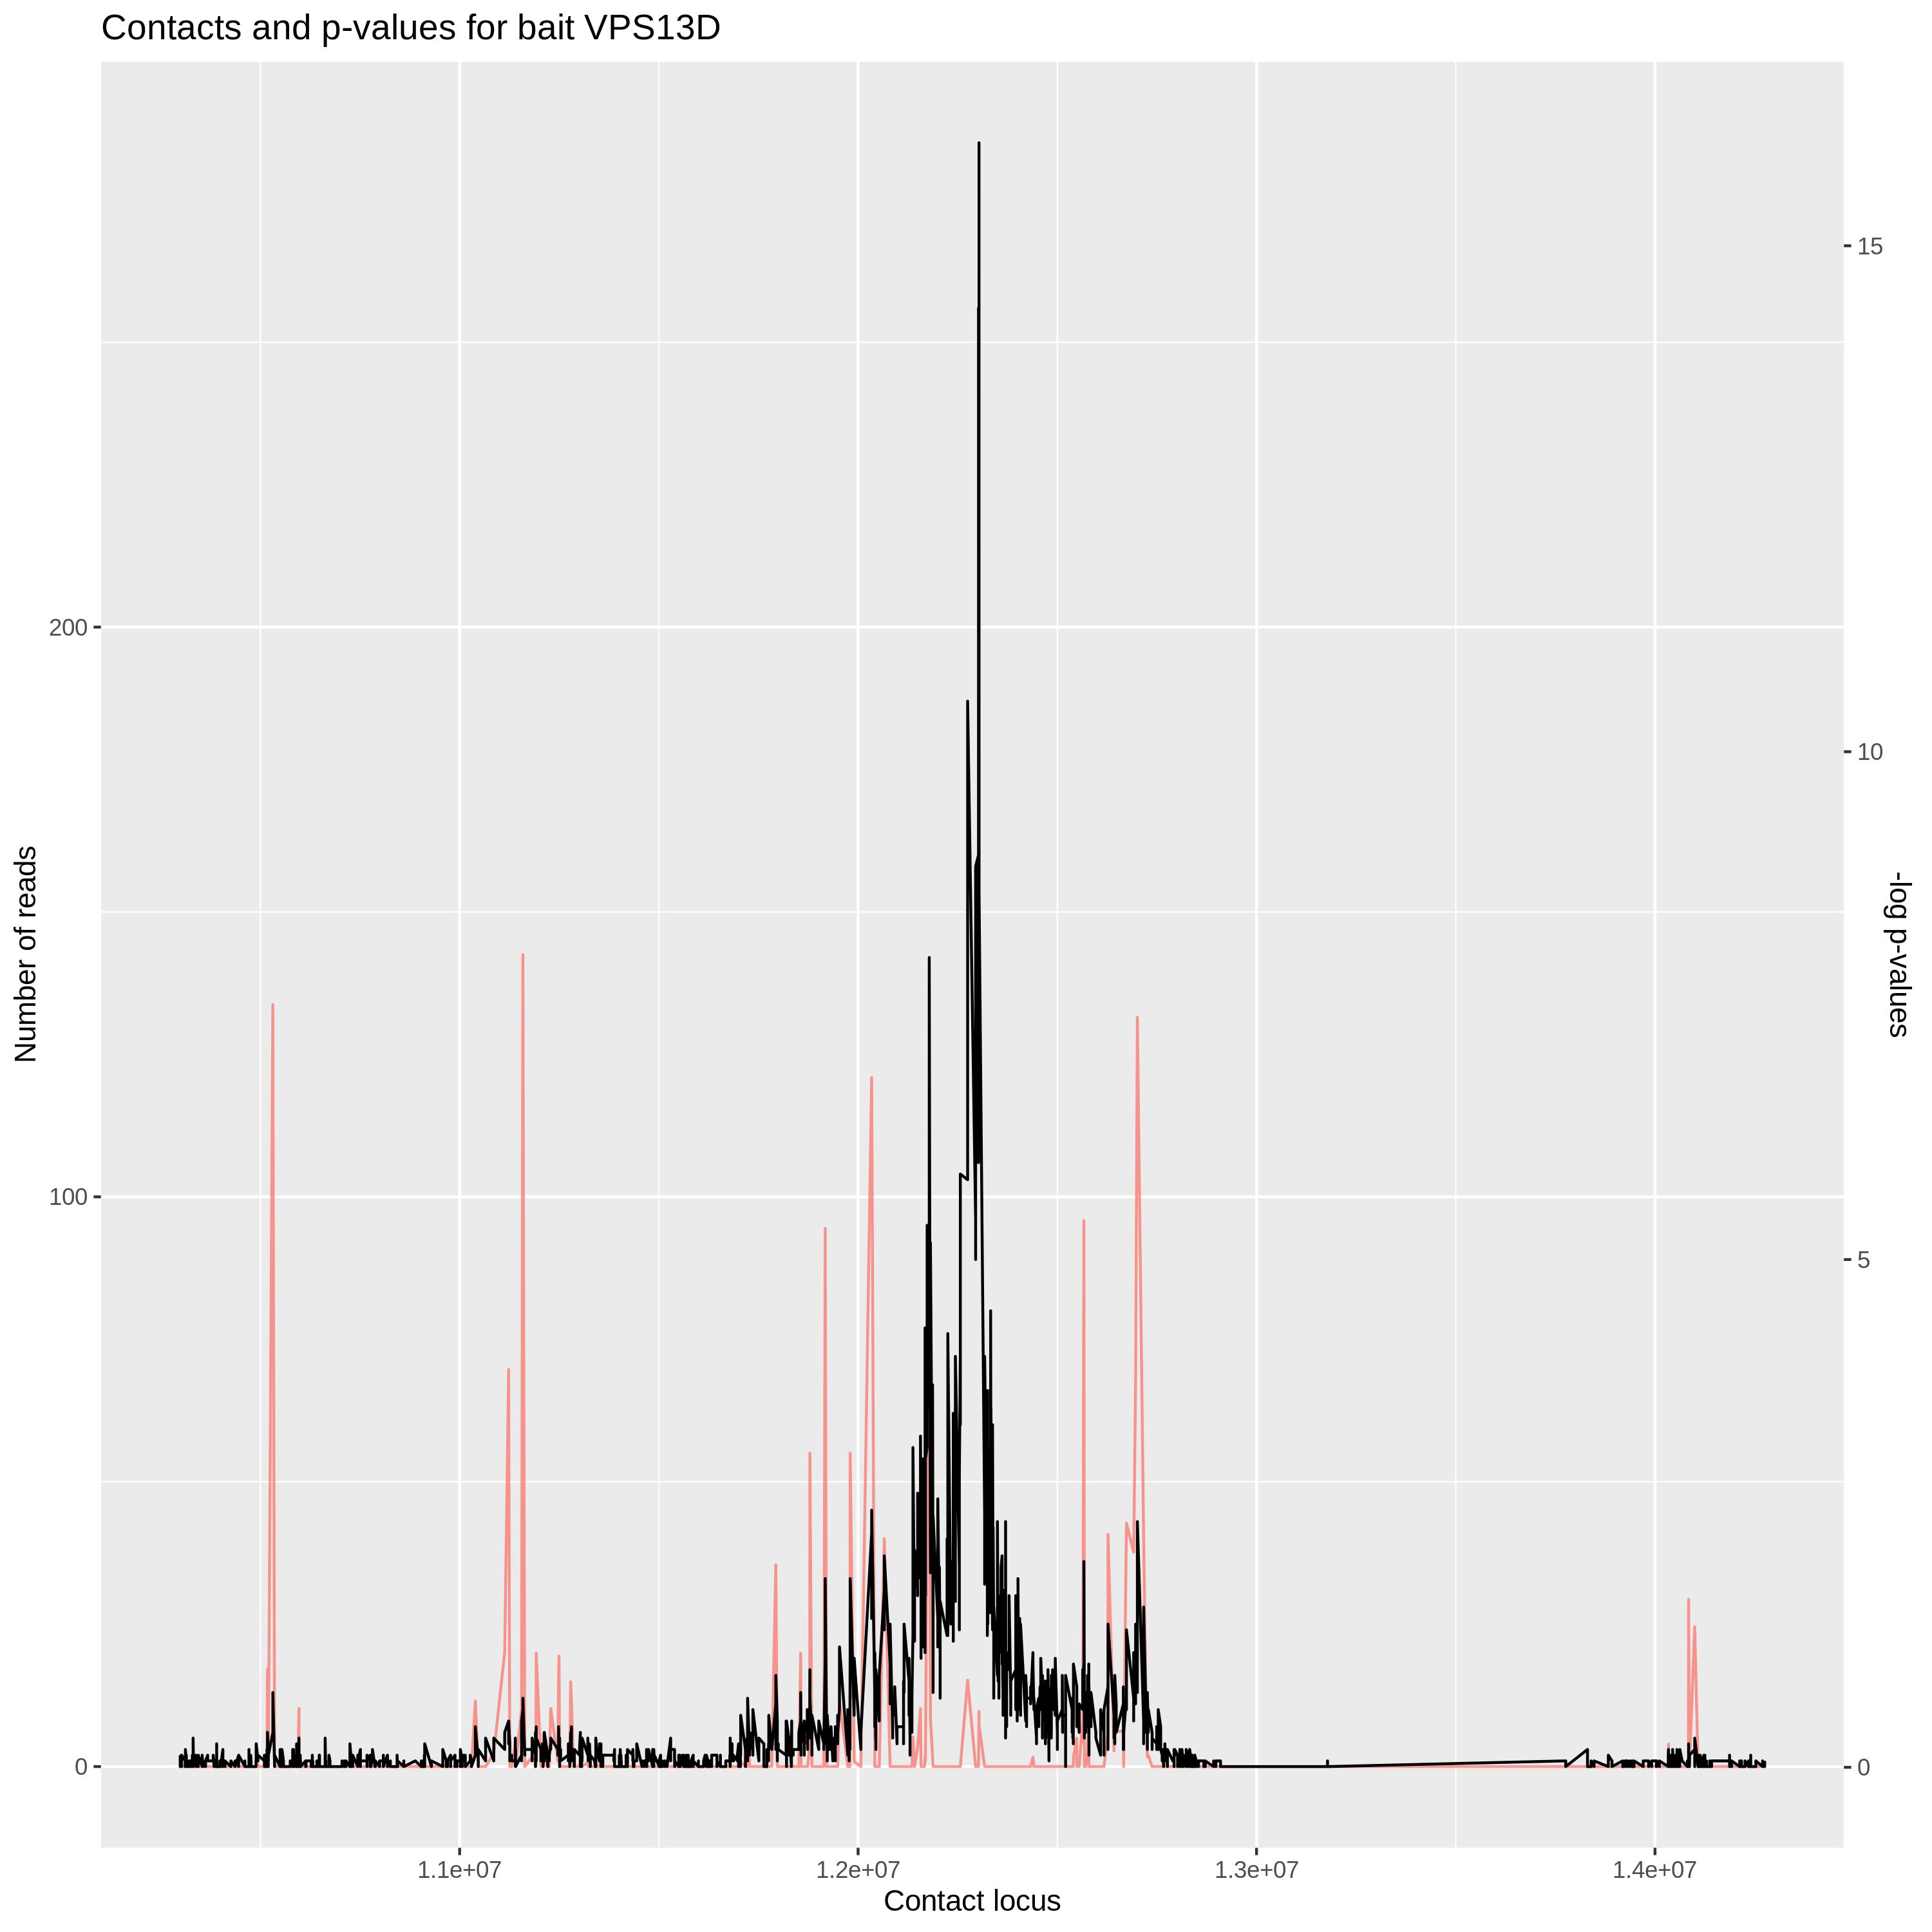 Contacts and p-values for bait VPS13D
15
200
10
Number of reads
-log p-values
100
5
0
0
1.1e+07
1.2e+07
1.3e+07
1.4e+07
Contact locus